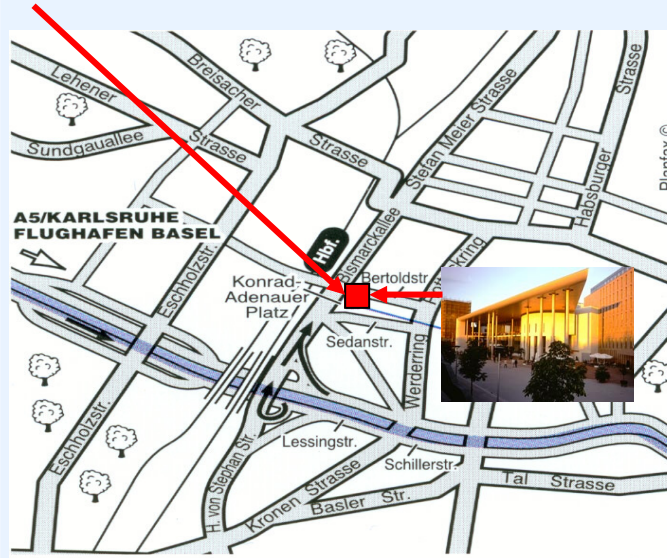 Breisacher
Lehener
Strasse
Sundgauallee
Strasse
Stefan Meier Strasse
Strasse
Habsburger
Planfax ©
A5/KARLSRUHE
FLUGHAFEN BASEL
Eschholzstr.
Hbf.
Bismarckallee
Bertoldstr.
Konrad-
Adenauer
Platz
Sedanstr.
Werderring
Eschholzstr.
Lessingstr.
Schillerstr.
H. von Stephan Str.
Kronen Strasse
Basler Str.
Tal Strasse